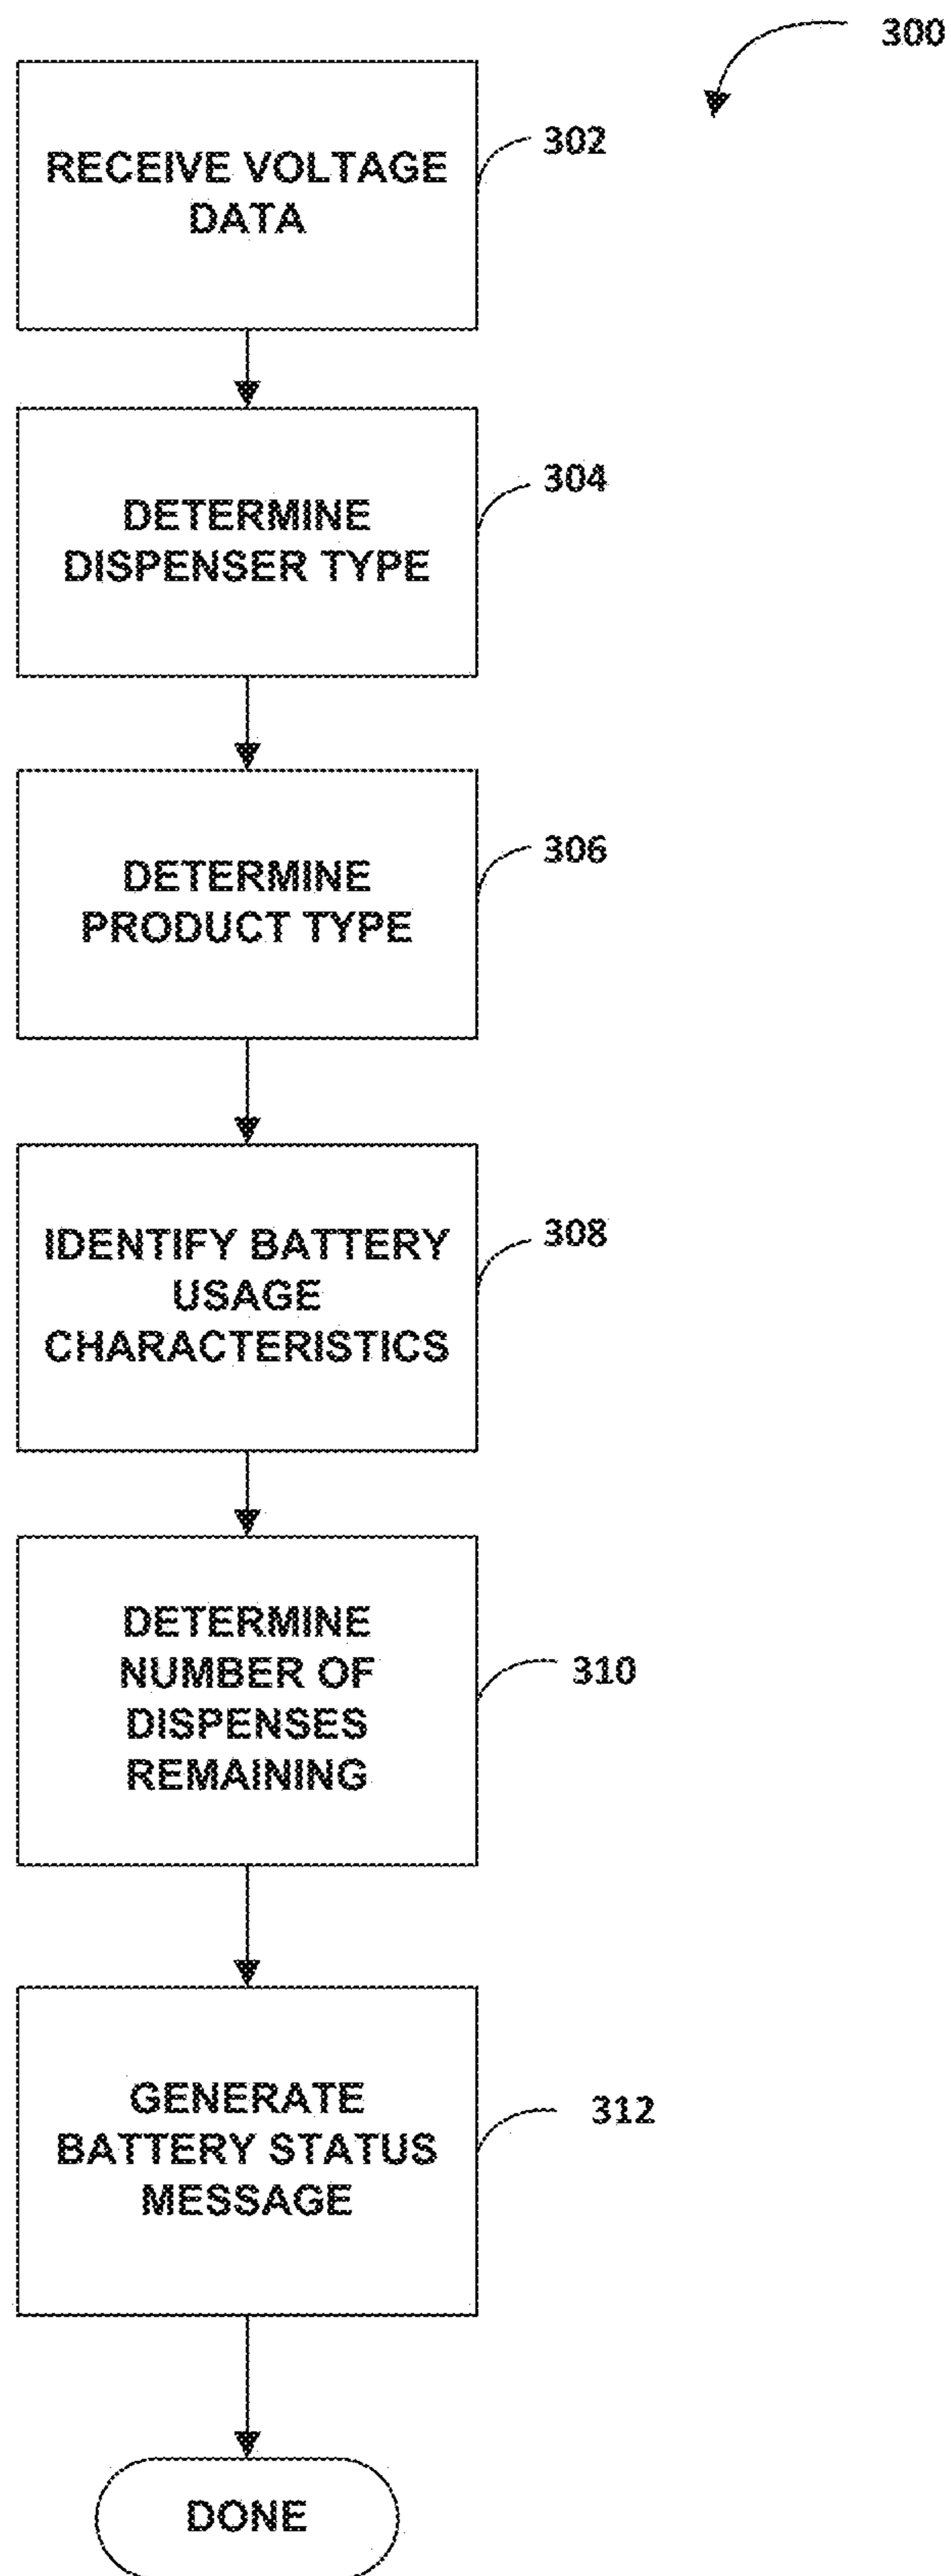 300
RECEIVE VOLTAGE
DATA
302
DETERMINE
DISPENSER TYPE
304
DETERMINE
PRODUCT TYPE
306
IDENTIFY BATTERY
USAGE
CHARACTERISTICS
308
DETERMINE
NUMBER OF
DISPENSES
REMAINING
310
GENERATE
BATTERY STATUS
MESSAGE
312
DONE